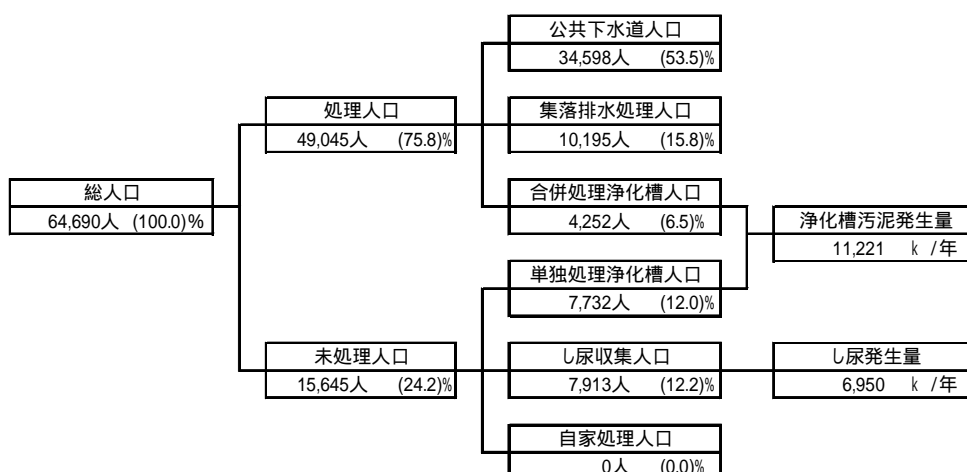 公共下水道人口
34,598人 (53.5)%
処理人口
49,045人 (75.8)%
集落排水処理人口
10,195人 (15.8)%
総人口
64,690人 (100.0)%
合併処理浄化槽人口
4,252人 (6.5)%
浄化槽汚泥発生量
11,221 k /年
単独処理浄化槽人口
7,732人 (12.0)%
未処理人口
15,645人 (24.2)%
し尿収集人口
7,913人 (12.2)%
し尿発生量
6,950 k /年
自家処理人口
0人 (0.0)%